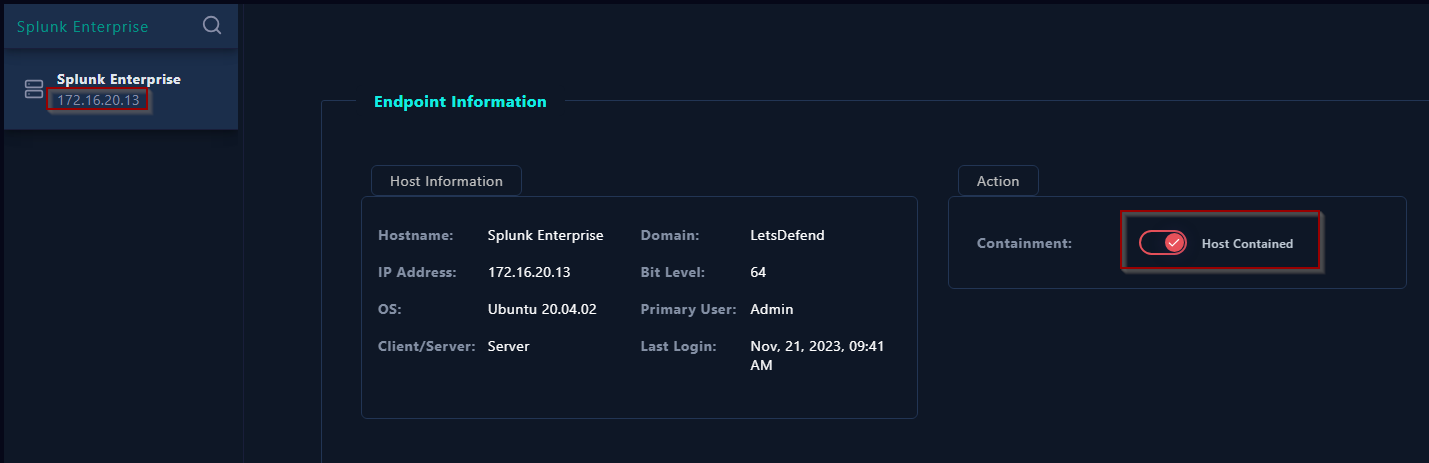 Splunk Enterprise
Splunk Enterprise
172.16.20.13
Endpoint Information
Host Information
Hostname: Splunk Enterprise Domain: LetsDefend
IP Address: 172.16.20.13 Bit Level: 64
OS: Ubuntu 20.04.02 Primary User: Admin
Client/Server: Server Last Login: Nov, 21, 2023, 09:41
AM
Action
Containment: Host Contained